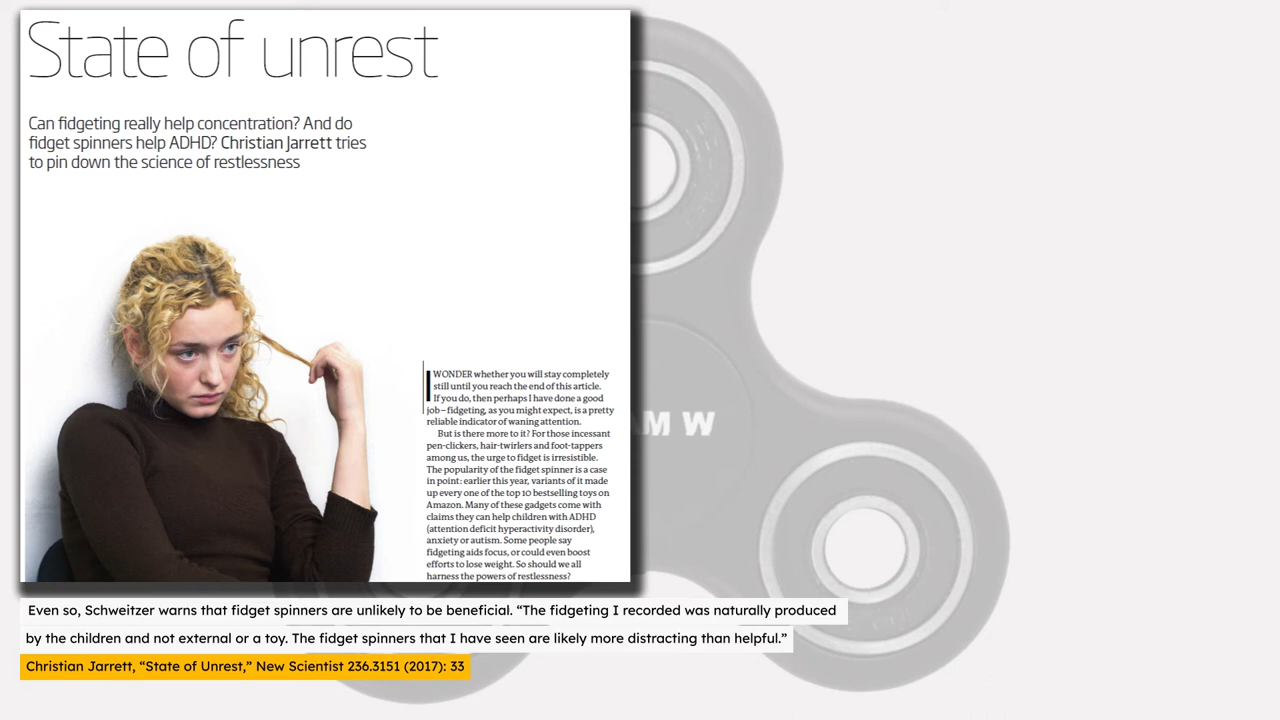 State of unrest
Can fidgeting really help concentration? And do
fidget spinners help ADHD? Christian Jarrett tries
to pin down the science of restlessness
I WONDER whether you will stay completely
still until you reach the end of this article.
If you do, then perhaps I have done a good
job – fidgeting, as you might expect, is a pretty
reliable indicator of waning attention.
But is there more to it? For those incessant
pen-clickers, hair-twirlers and foot-tappers
among us, the urge to fidget is irresistible.
The popularity of the fidget spinner is a case
in point: earlier this year, variants of it made
up every one of the top 10 bestselling toys on
Amazon. Many of these gadgets come with
claims they can help children with ADHD
(attention deficit hyperactivity disorder),
anxiety or autism. Some people say
fidgeting aids focus, or could even boost
efforts to lose weight. So should we all
harness the powers of restlessness?
AM W
Even so, Schweitzer warns that fidget spinners are unlikely to be beneficial. “The fidgeting I recorded was naturally produced
by the children and not external or a toy. The fidget spinners that I have seen are likely more distracting than helpful.”
Christian Jarrett, “State of Unrest,” New Scientist 236.3151 (2017): 33